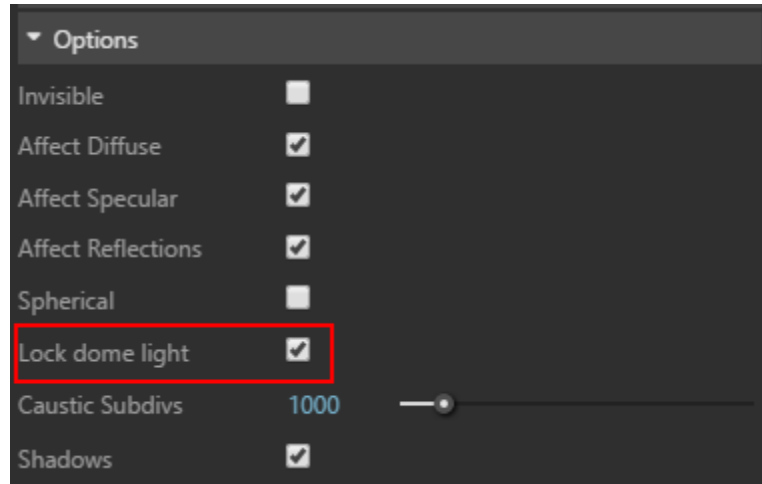 Options
Invisible
Affect Diffuse
Affect Specular
Affect Reflections
Spherical
Lock dome light
Caustic Subdivs 1000
Shadows